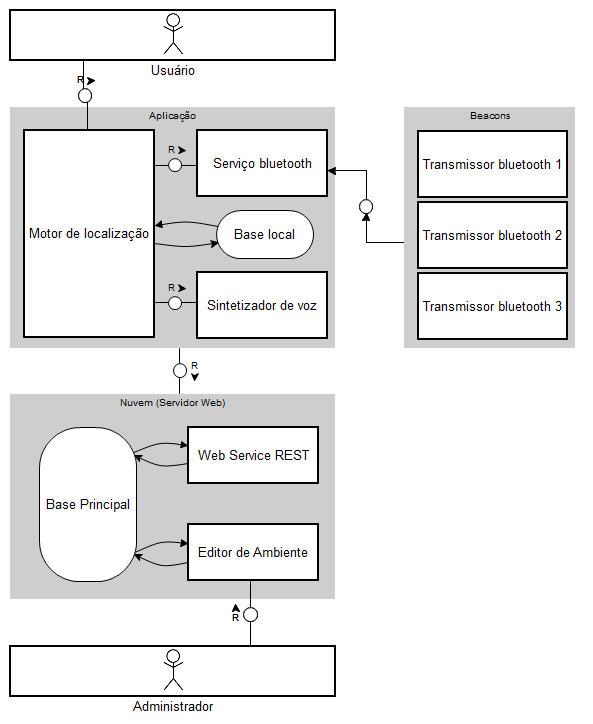 Usuário
R
Aplicação
Motor de localização
R
Serviço bluetooth
Base local
R
Sintetizador de voz
Beacons
Transmissor bluetooth 1
Transmissor bluetooth 2
Transmissor bluetooth 3
R
Nuvem (Servidor Web)
Base Principal
Web Service REST
Editor de Ambiente
R
Administrador